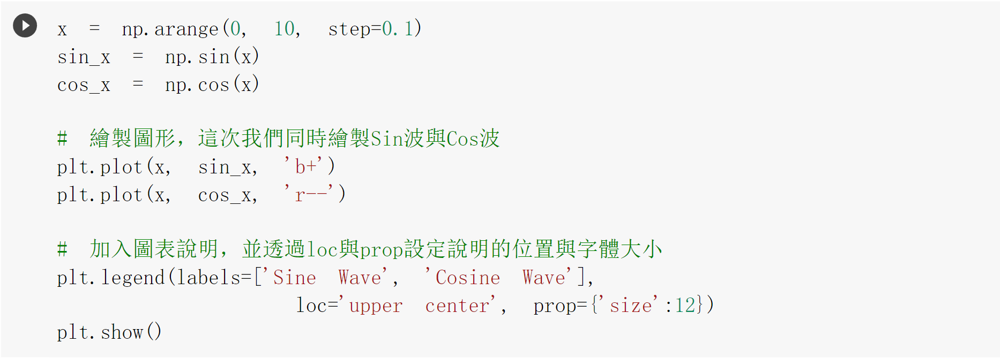 x = np.arange(0, 10, step=0.1)
sin_x = np.sin(x)
cos_x = np.cos(x)
# 繪製圖形，這次我們同時繪製Sin波與Cos波
plt.plot(x, sin_x, 'b+')
plt.plot(x, cos_x, 'r--')
# 加入圖表說明，並透過loc與prop設定說明的位置與字體大小
plt.legend(labels=['Sine Wave', 'Cosine Wave'],
loc='upper center', prop={'size':12})
plt.show()